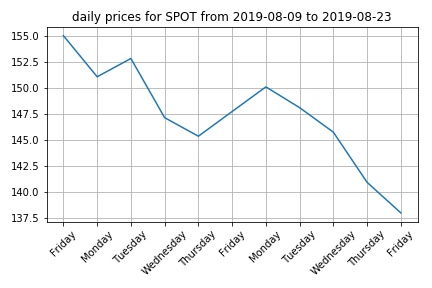 daily prices for SPOT from 2019-08-09 to 2019-08-23
155.0
152.5
150.0
147.5
145.0
142.5
140.0
137.5
Friday
Monday
Tuesday
Wednesday
Thursday
Friday
Monday
Tuesday
Wednesday
Thursday
Friday